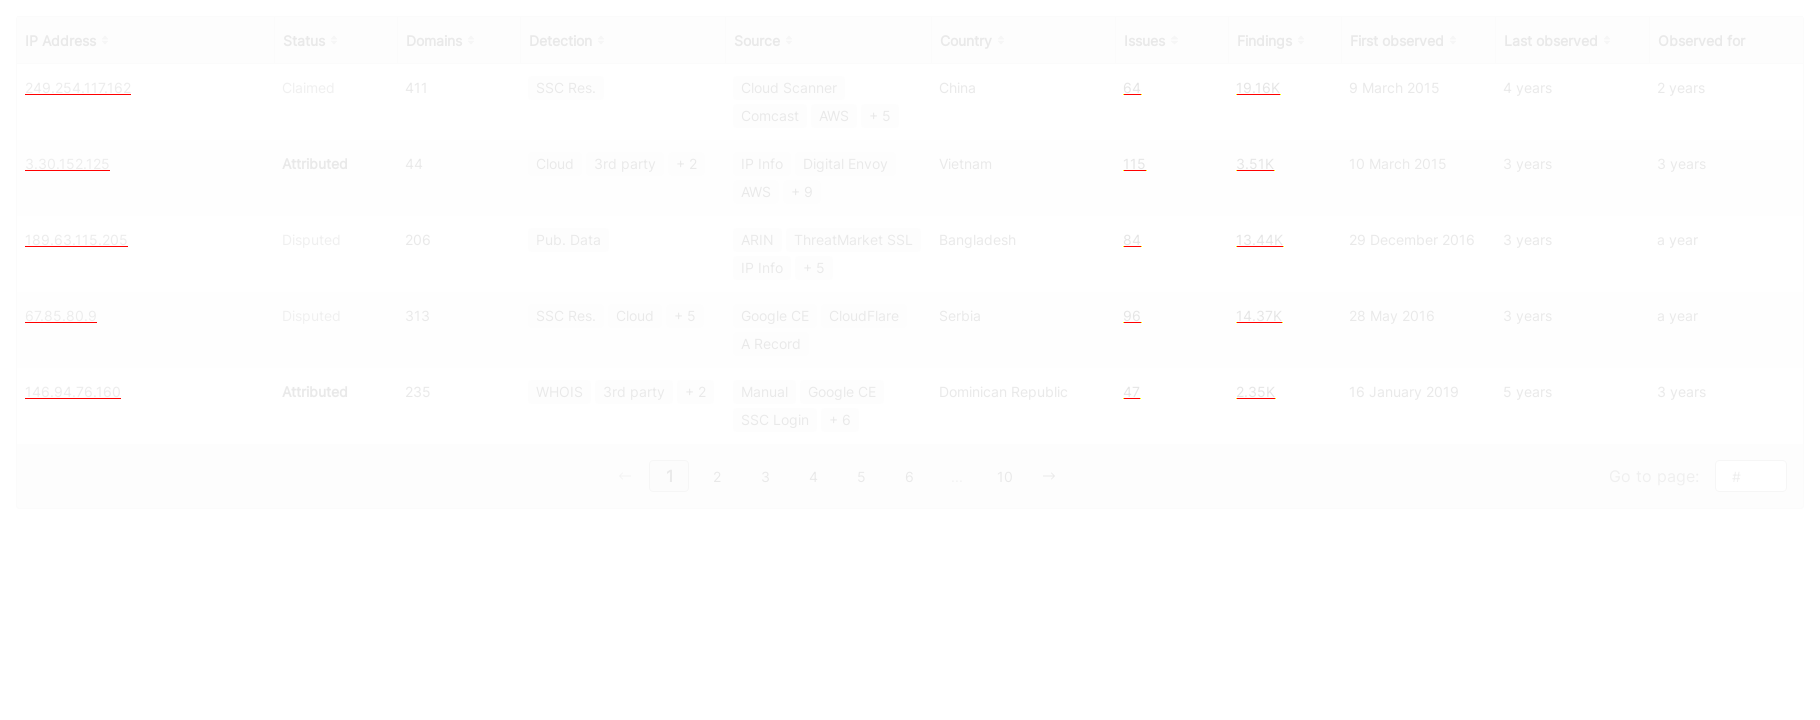 IP Address Status Domains Detection Source Country Issues Findings First observed Last observed Observed for
249.254.117.162 Claimed 411 SSC Res. Cloud Scanner China 64 19.16K 9 March 2015 4 years 2 years
Comcast AWS + 5
3.30.152.125 Attributed 44 Cloud 3rd party + 2 IP Info Digital Envoy Vietnam 115 3.51K 10 March 2015 3 years 3 years
AWS + 9
189.63.115.205 Disputed 206 Pub. Data ARIN ThreatMarket SSL Bangladesh 84 13.44K 29 December 2016 3 years a year
IP Info + 5
67.85.80.9 Disputed 313 SSC Res. Cloud + 5 Google CE CloudFlare Serbia 96 14.37K 28 May 2016 3 years a year
A Record
146.94.76.160 Attributed 235 WHOIS 3rd party + 2 Manual Google CE Dominican Republic 47 2.35K 16 January 2019 5 years 3 years
SSC Login + 6
← 1 2 3 4 5 6 ... 10 → Go to page: #